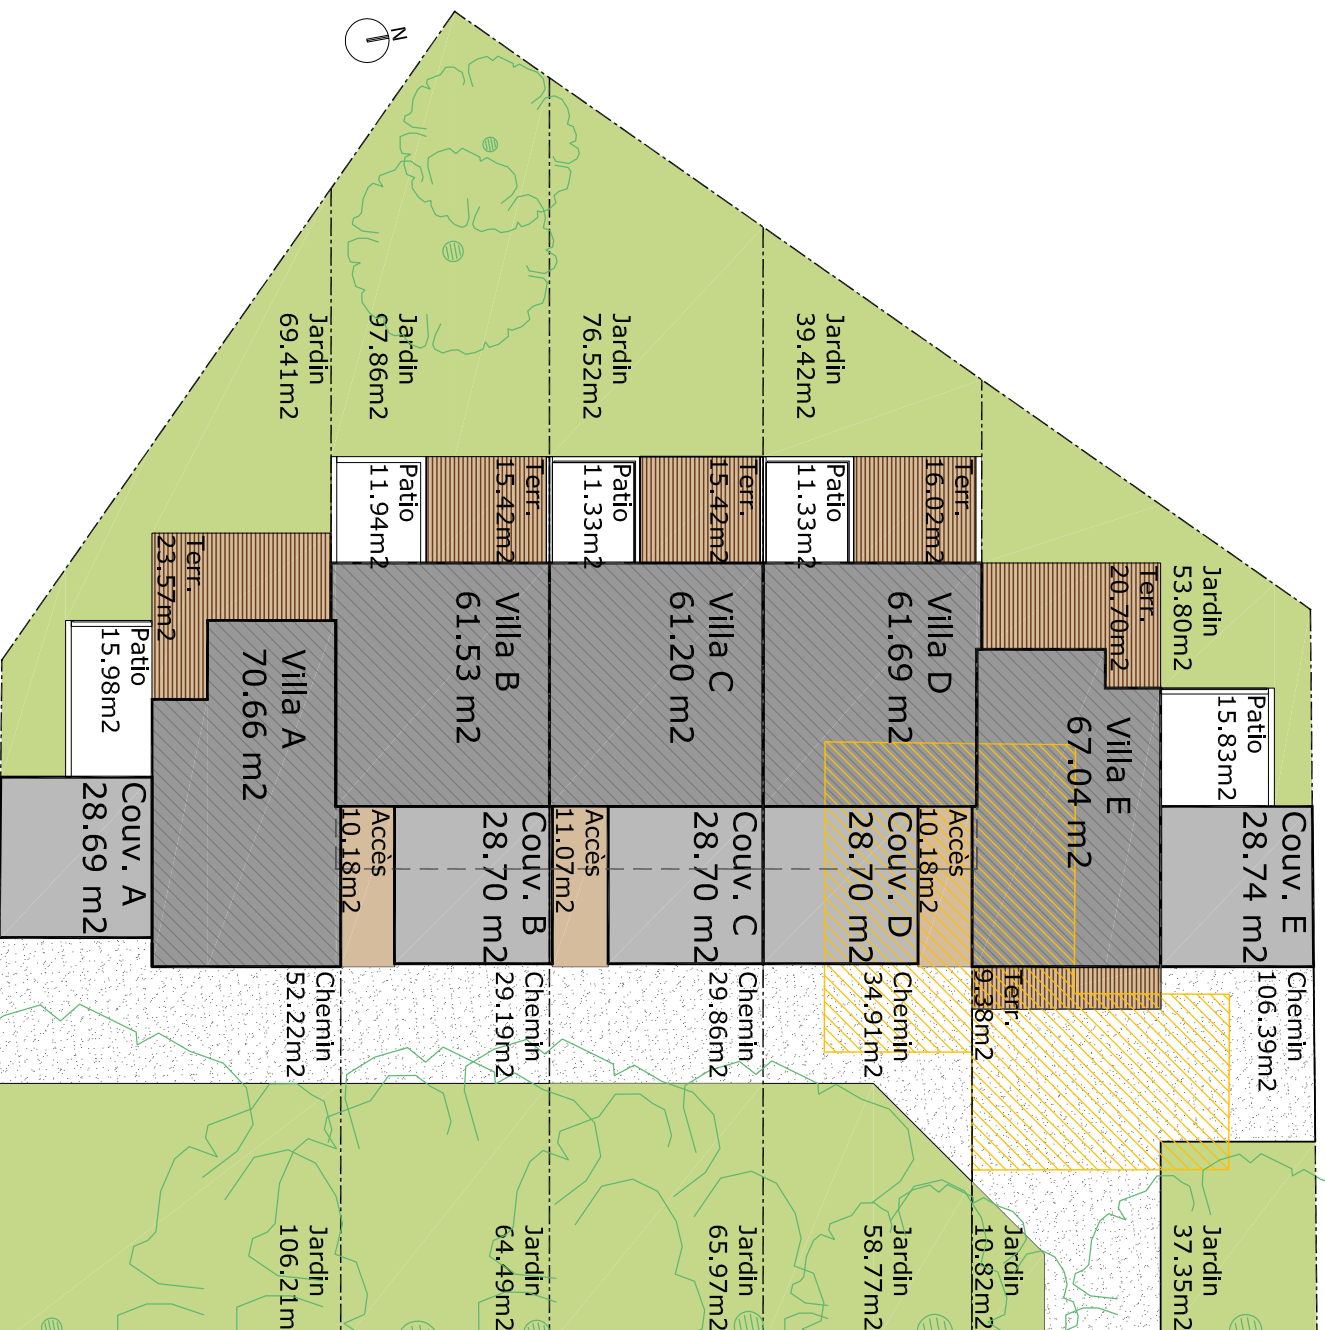 N
Jardin
69.41m2
Jardin
97.86m2
Jardin
76.52m2
Jardin
39.42m2
Patio
11.94m2
Terr.
15.42m2
Patio
11.33m2
Terr.
15.42m2
Patio
11.33m2
Terr.
16.02m2
Terr.
23.57m2
Terr.
20.70m2
Jardin
53.80m2
Patio
15.98m2
Villa A
70.66 m2
Villa B
61.53 m2
Villa C
61.20 m2
Villa D
61.69 m2
Villa E
67.04 m2
Patio
15.83m2
Couv. A
28.69 m2
Accès
10.18m2
Couv. B
28.70 m2
Accès
11.07m2
Couv. C
28.70 m2
Couv. D
28.70 m2
Accès
10.18m2
Couv. E
28.74 m2
Chemin
52.22m2
Chemin
29.19m2
Chemin
29.86m2
Chemin
34.91m2
Terr.
9.38m2
Chemin
106.39m2
Jardin
106.21m
Jardin
64.49m2
Jardin
65.97m2
Jardin
58.77m2
Jardin
10.82m2
Jardin
37.35m2